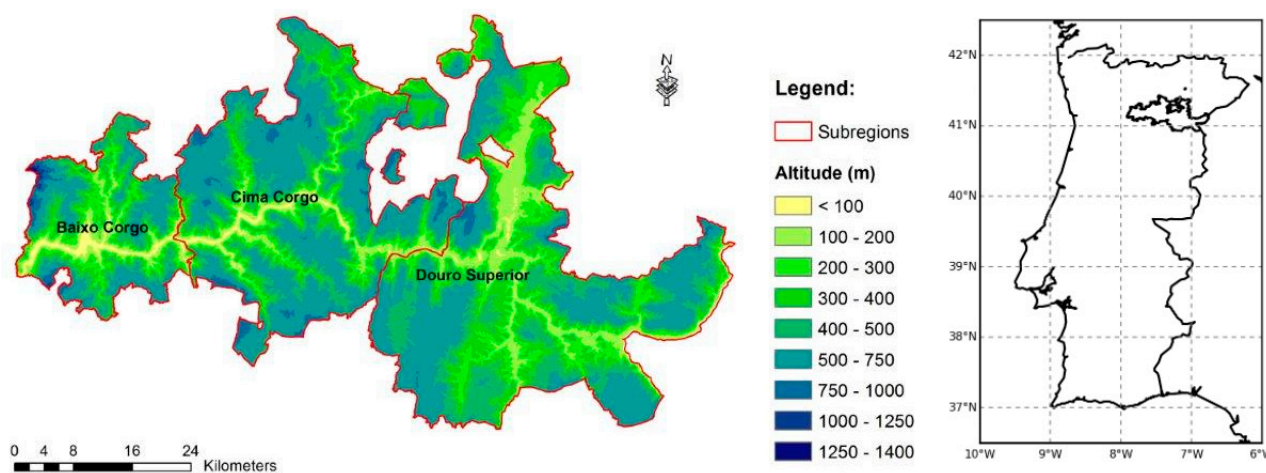 N
Baixo Corgo
Cima Corgo
Douro Superior
0 4 8 16 24
Kilometers
Legend:
Subregions
Altitude (m)
< 100
100 - 200
200 - 300
300 - 400
400 - 500
500 - 750
750 - 1000
1000 - 1250
1250 - 1400
42°N
41°N
40°N
39°N
38°N
37°N
10°W 9°W 8°W 7°W 6°W